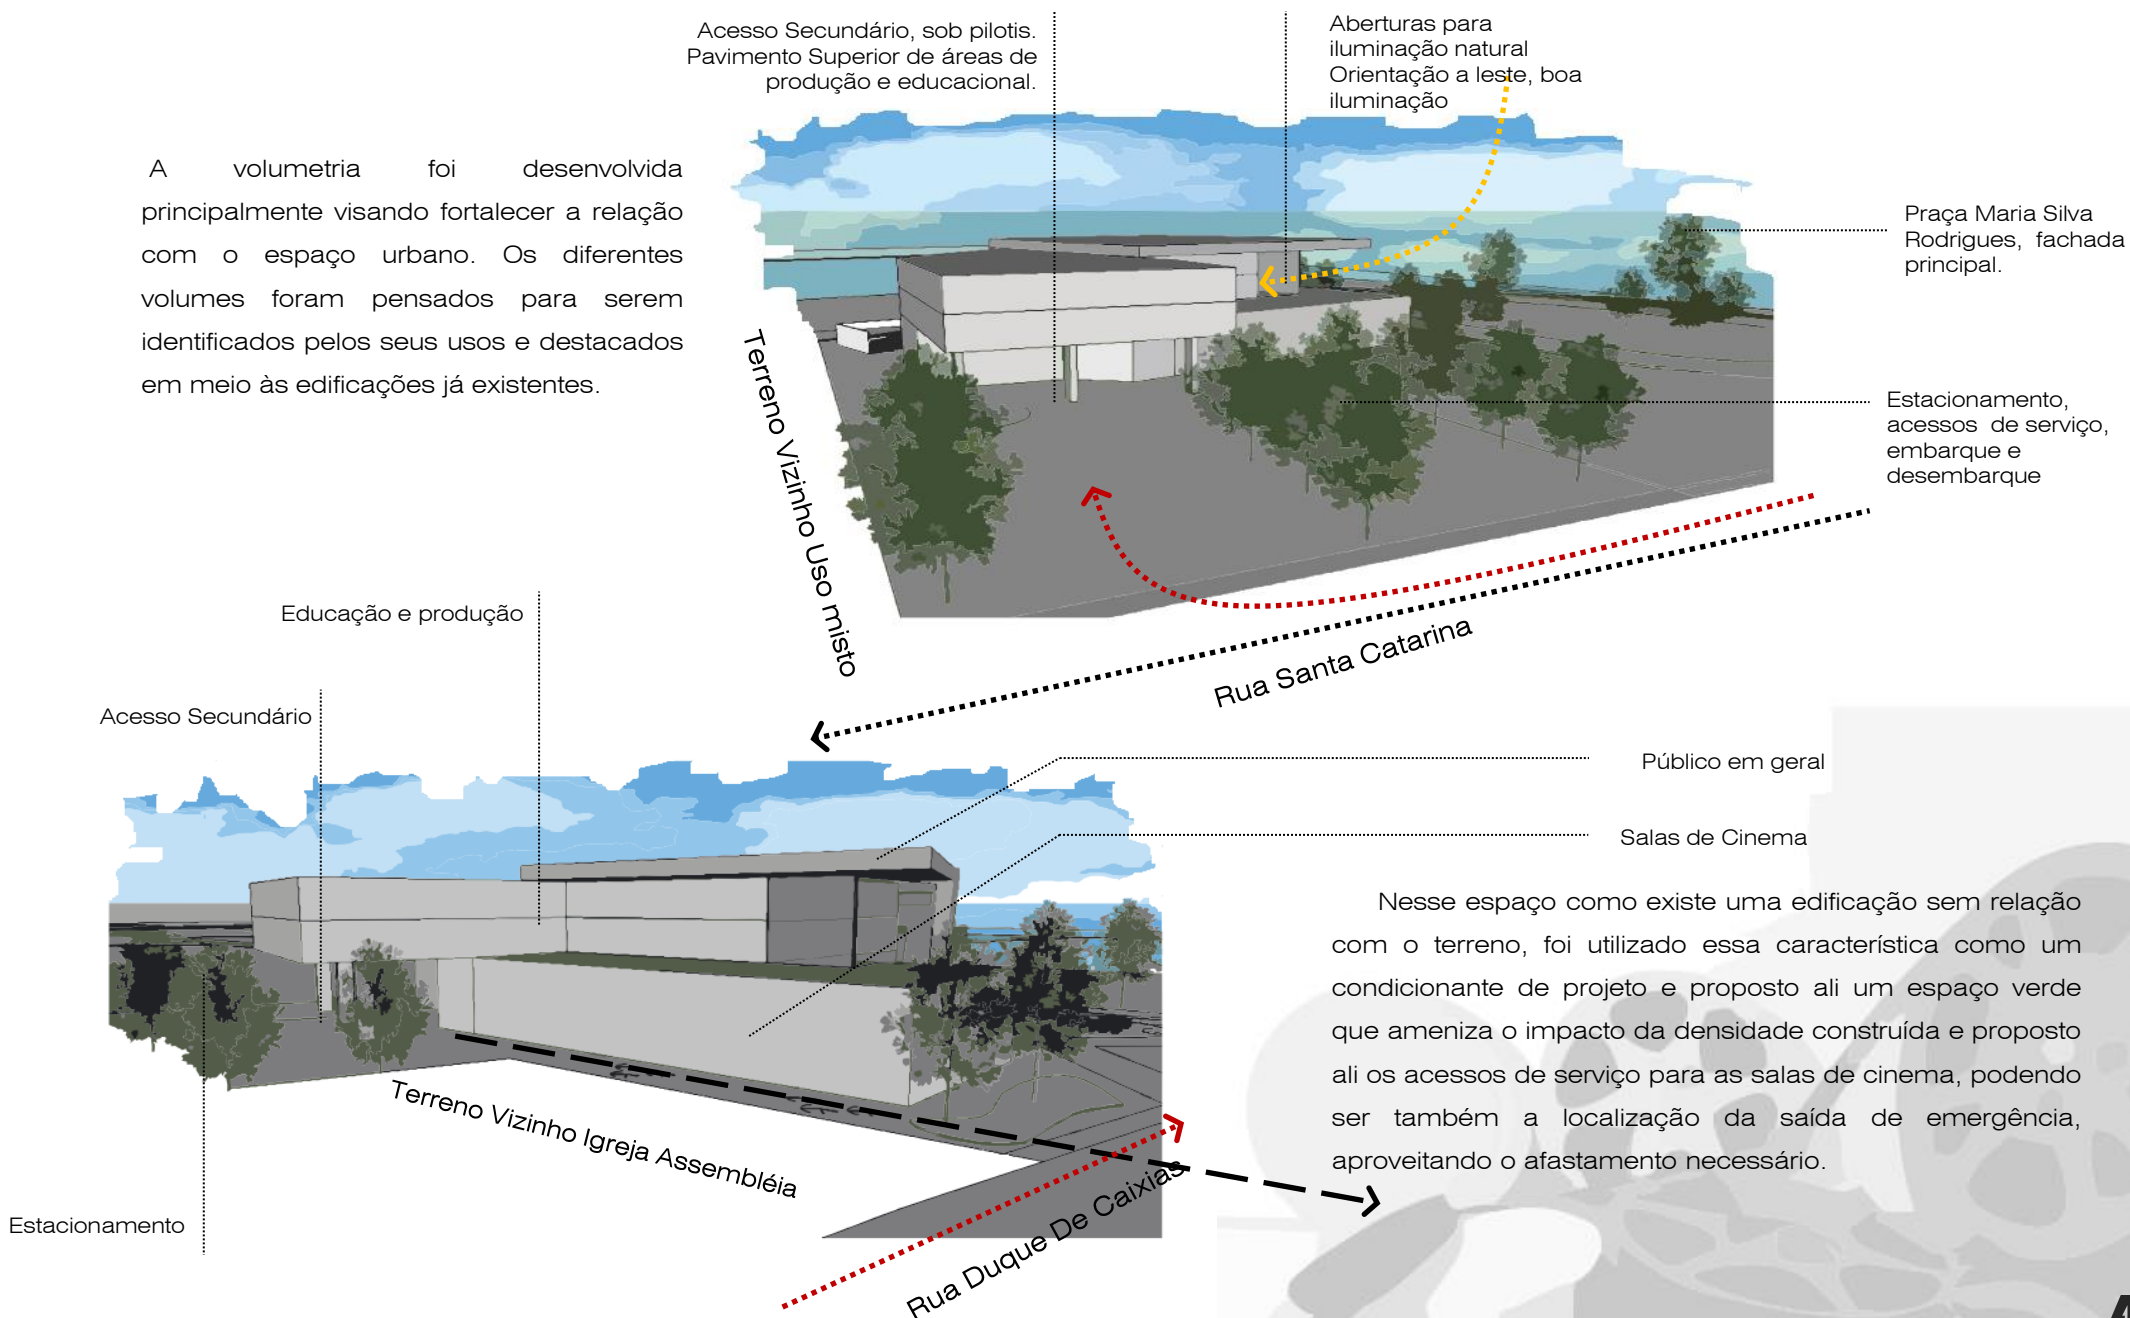 Acesso Secundário, sob pilotis.
Pavimento Superior de áreas de
produção e educacional.
Aberturas para
iluminação natural
Orientação a leste, boa
iluminação
A volumetria foi desenvolvida
principalmente visando fortalecer a relação
com o espaço urbano. Os diferentes
volumes foram pensados para serem
identificados pelos seus usos e destacados
em meio às edificações já existentes.
Praça Maria Silva
Rodrigues, fachada
principal.
Estacionamento,
acessos de serviço,
embarque e
desembarque
Terreno Vizinho Uso misto
Rua Santa Catarina
Educação e produção
Acesso Secundário
Público em geral
Salas de Cinema
Nesse espaço como existe uma edificação sem relação
com o terreno, foi utilizado essa característica como um
condicionante de projeto e proposto ali um espaço verde
que ameniza o impacto da densidade construída e proposto
ali os acessos de serviço para as salas de cinema, podendo
ser também a localização da saída de emergência,
aproveitando o afastamento necessário.
Terreno Vizinho Igreja Assembléia
Estacionamento
Rua Duque De Caixias